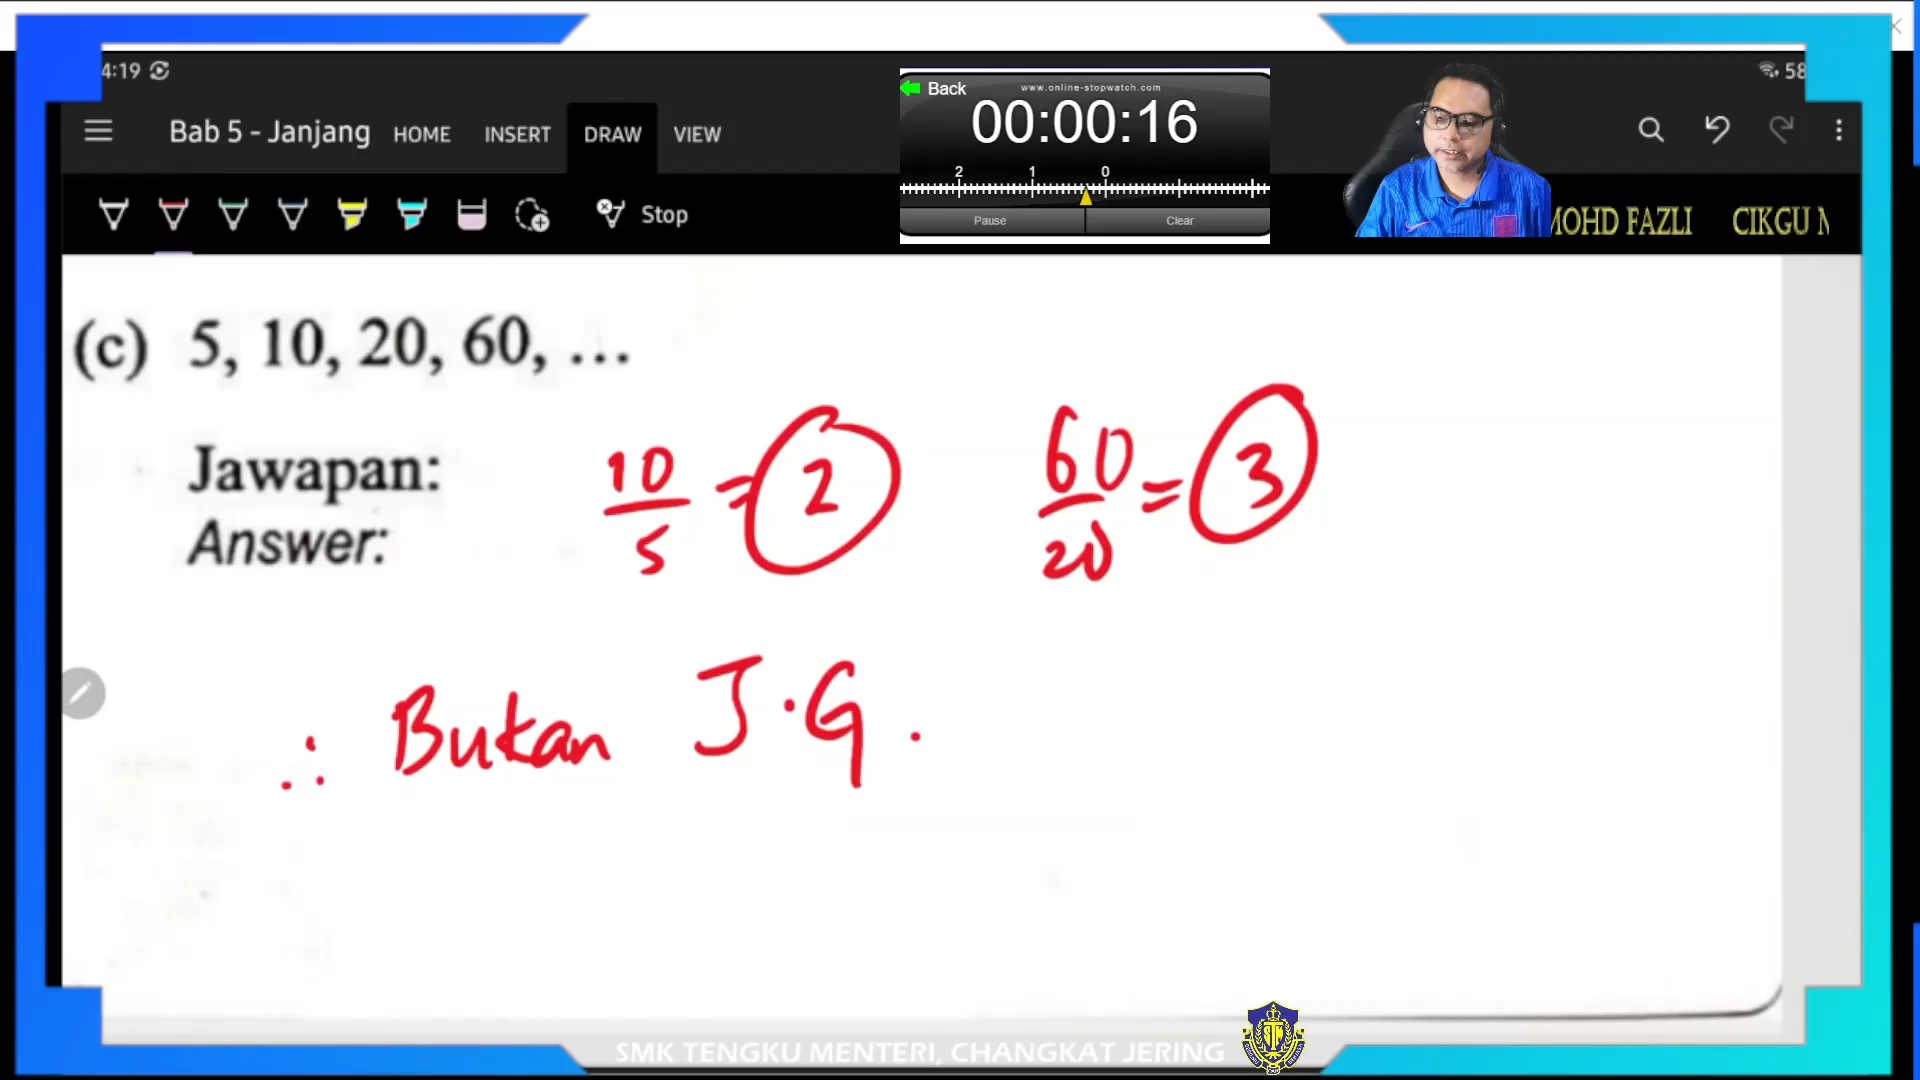 4:19
58
Back
www.online-stopwatch.com
00:00:16
2 1 0
Pause
Clear
Bab 5 - Janjang HOME INSERT DRAW VIEW
Stop
MOHD FAZLI CIKGU
(c) 5, 10, 20, 60, ...
Jawapan:
Answer:
10/5 = 2
60/20 = 3
∴ Bukan J.G.
SMK TENGKU MENTERI, CHANGKAT JERING